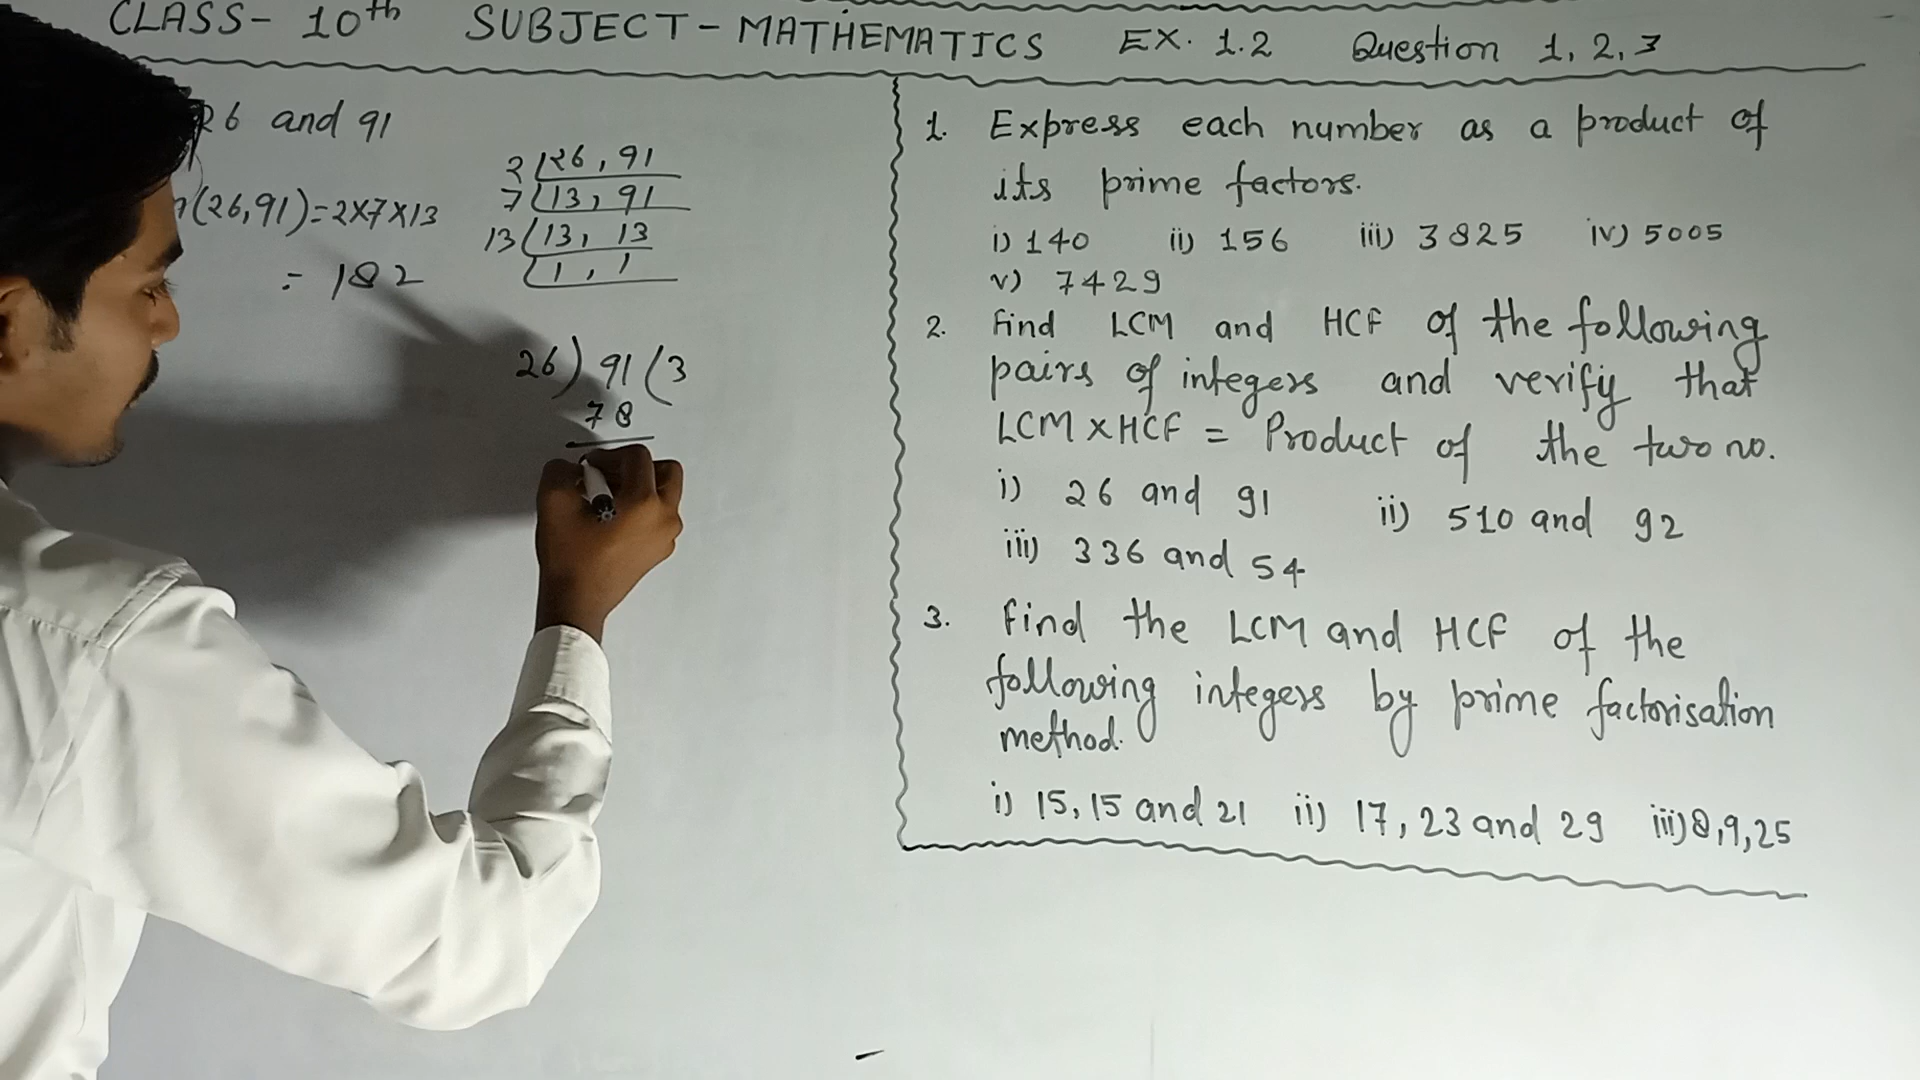 CLASS- 10th SUBJECT - MATHEMATICS EX. 1.2 Question 1, 2, 3
26 and 91
(26,91)=2x7x13
= 182
2 26, 91
7 13, 91
13 13, 13
1, 1
26) 91 (3
78
1. Express each number as a product of
its prime factors.
i) 140 ii) 156 iii) 3825 iv) 5005
v) 7429
2. Find LCM and HCF of the following
pairs of integers and verify that
LCM x HCF = Product of the two no.
i) 26 and 91 ii) 510 and 92
iii) 336 and 54
3. Find the LCM and HCF of the
following integers by prime factorisation
method.
i) 15, 15 and 21 ii) 17, 23 and 29 iii) 8,9,25